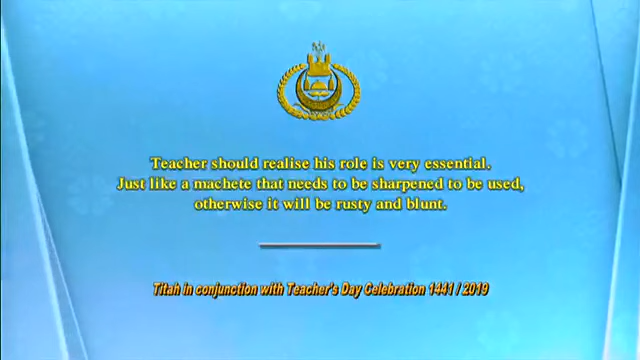 Teacher should realise his role is very essential.
Just like a machete that needs to be sharpened to be used,
otherwise it will be rusty and blunt.
Titah in conjunction with Teacher's Day Celebration 1441 / 2019